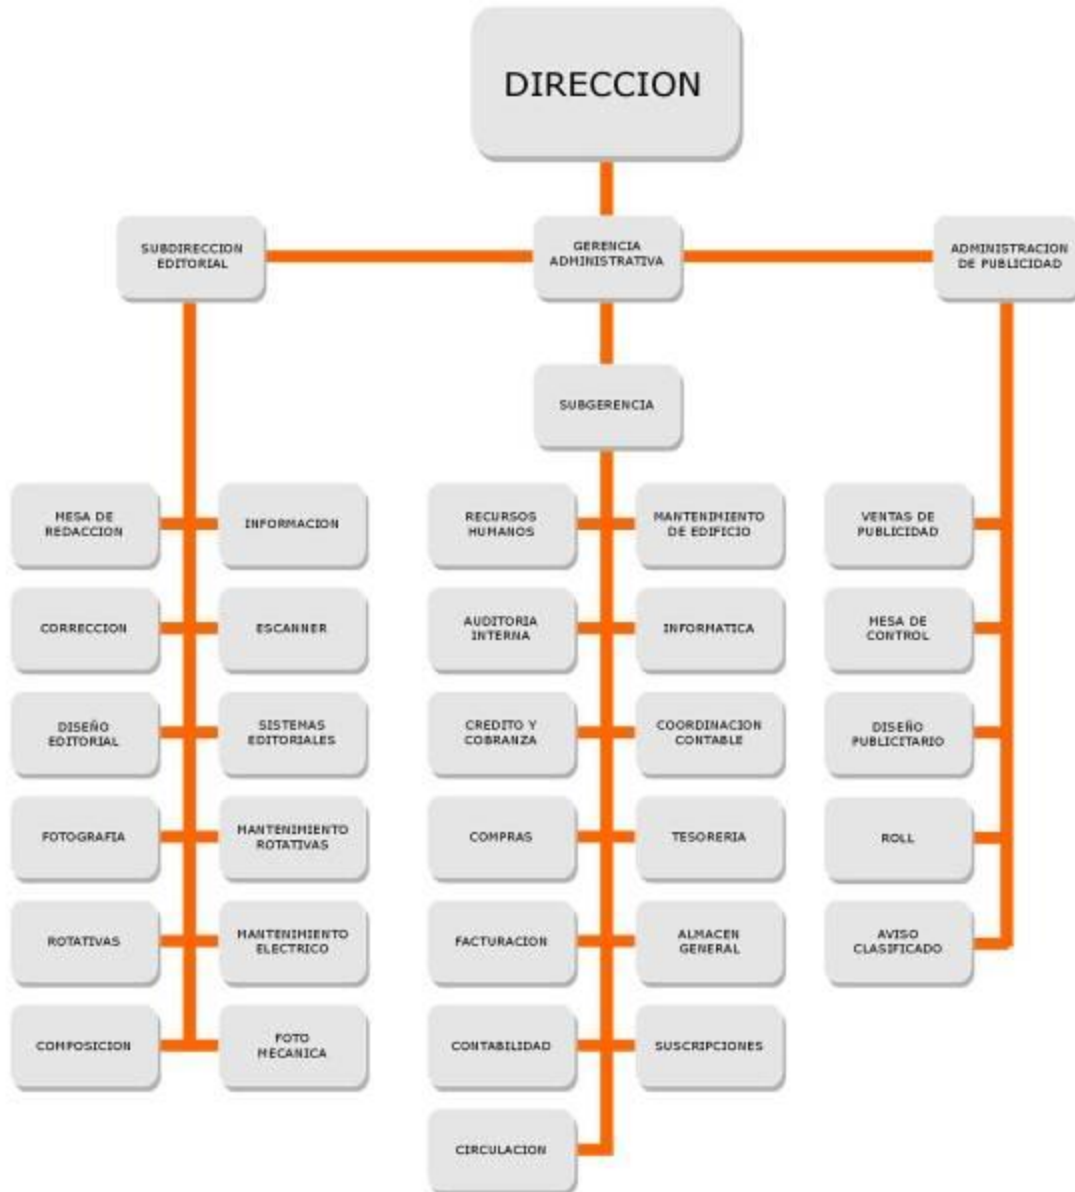 DIRECCION
SUBDIRECCION
EDITORIAL
GERENCIA
ADMINISTRATIVA
ADMINISTRACION
DE PUBLICIDAD
SUBGERENCIA
MESA DE
REDACCION
INFORMACION
RECURSOS
HUMANOS
MANTENIMIENTO
DE EDIFICIO
VENTAS DE
PUBLICIDAD
CORRECCION
ESCANNER
AUDITORIA
INTERNA
INFORMATICA
MESA DE
CONTROL
DISEÑO
EDITORIAL
SISTEMAS
EDITORIALES
CREDITO Y
COBRANZA
COORDINACION
CONTABLE
DISEÑO
PUBLICITARIO
FOTOGRAFIA
MANTENIMIENTO
ROTATIVAS
COMPRAS
TESORERIA
ROLL
ROTATIVAS
MANTENIMIENTO
ELECTRICO
FACTURACION
ALMACEN
GENERAL
AVISO
CLASIFICADO
COMPOSICION
FOTO
MECANICA
CONTABILIDAD
SUSCRIPCIONES
CIRCULACION